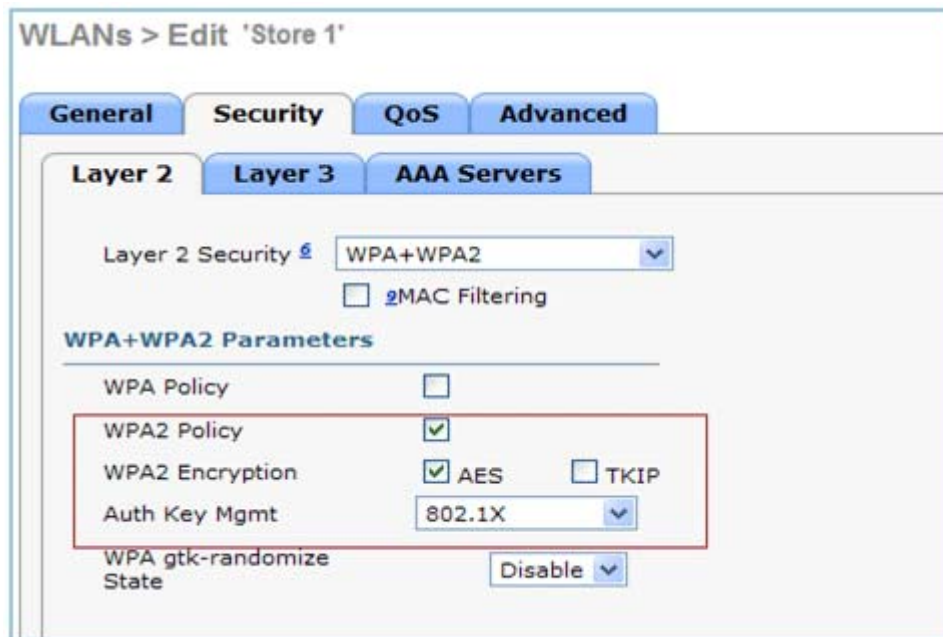 WLANs > Edit 'Store 1'
General Security QoS Advanced
Layer 2 Layer 3 AAA Servers
Layer 2 Security 6 WPA+WPA2
9MAC Filtering
WPA+WPA2 Parameters
WPA Policy
WPA2 Policy
WPA2 Encryption AES TKIP
Auth Key Mgmt 802.1X
WPA gtk-randomize
State Disable